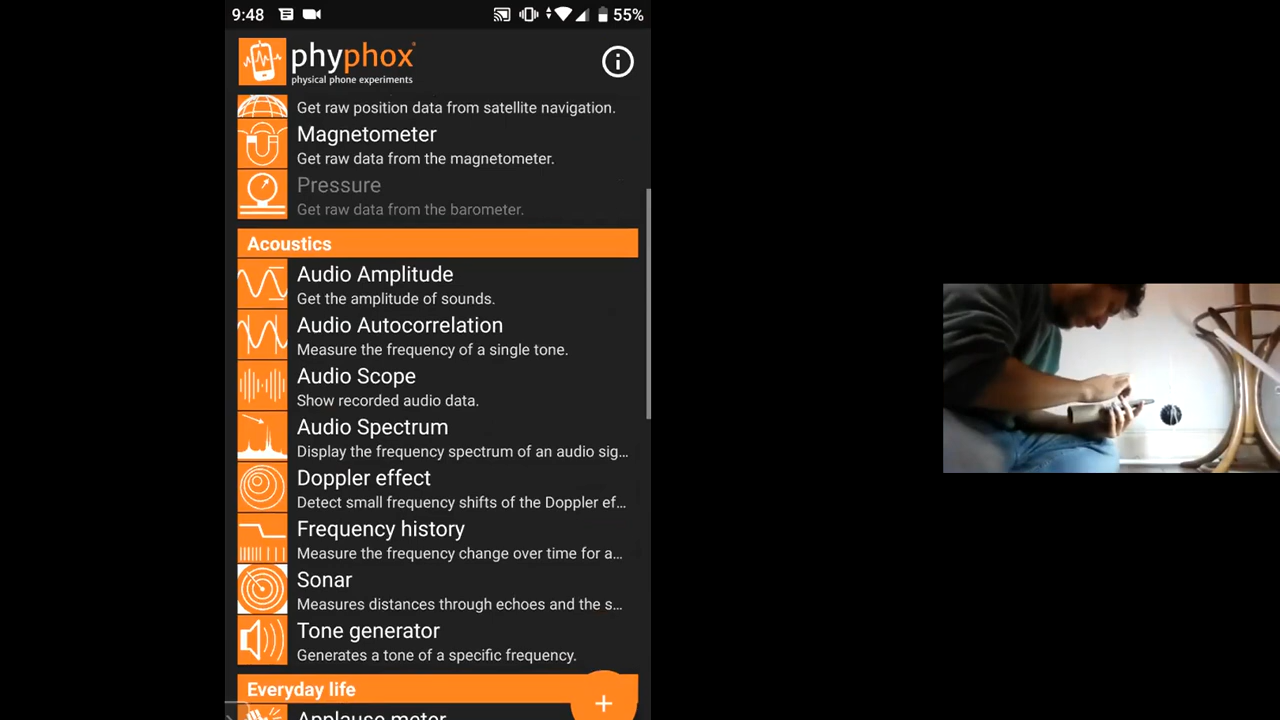 9:48
55%
phyphox
physical phone experiments
Get raw position data from satellite navigation.
Magnetometer
Get raw data from the magnetometer.
Pressure
Get raw data from the barometer.
Acoustics
Audio Amplitude
Get the amplitude of sounds.
Audio Autocorrelation
Measure the frequency of a single tone.
Audio Scope
Show recorded audio data.
Audio Spectrum
Display the frequency spectrum of an audio sig...
Doppler effect
Detect small frequency shifts of the Doppler ef...
Frequency history
Measure the frequency change over time for a...
Sonar
Measures distances through echoes and the s...
Tone generator
Generates a tone of a specific frequency.
Everyday life
Applause meter